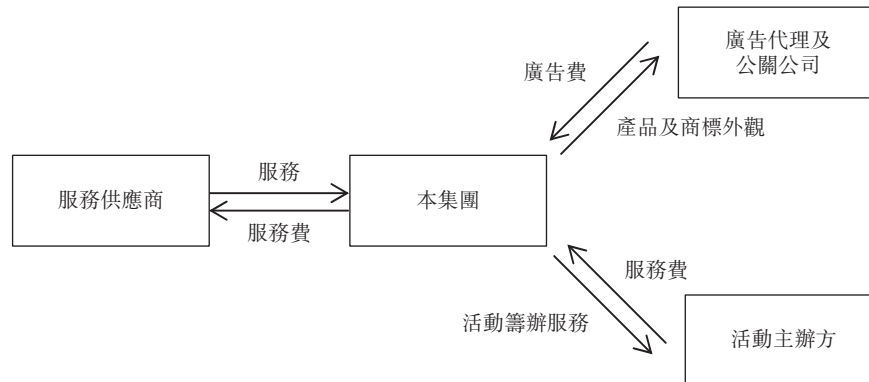 廣告代理及
公關公司
廣告費
產品及商標外觀
服務供應商
服務
服務費
本集團
服務費
活動籌辦服務
活動主辦方